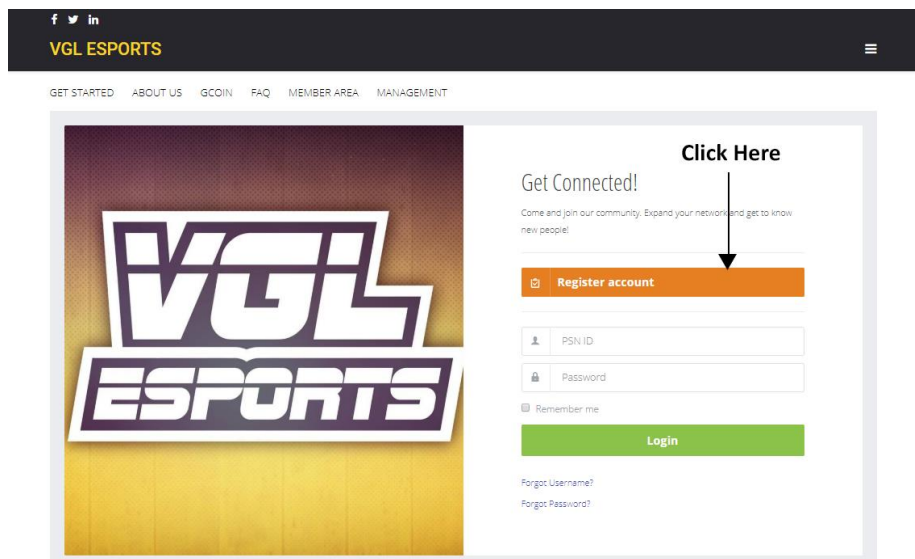 VGL ESPORTS
GET STARTED ABOUT US GCOIN FAQ MEMBER AREA MANAGEMENT
VGL
ESPORTS
Click Here
Get Connected!
Come and join our community. Expand your network and get to know
new people!
Register account
PSN ID
Password
Remember me
Login
Forgot Username?
Forgot Password?